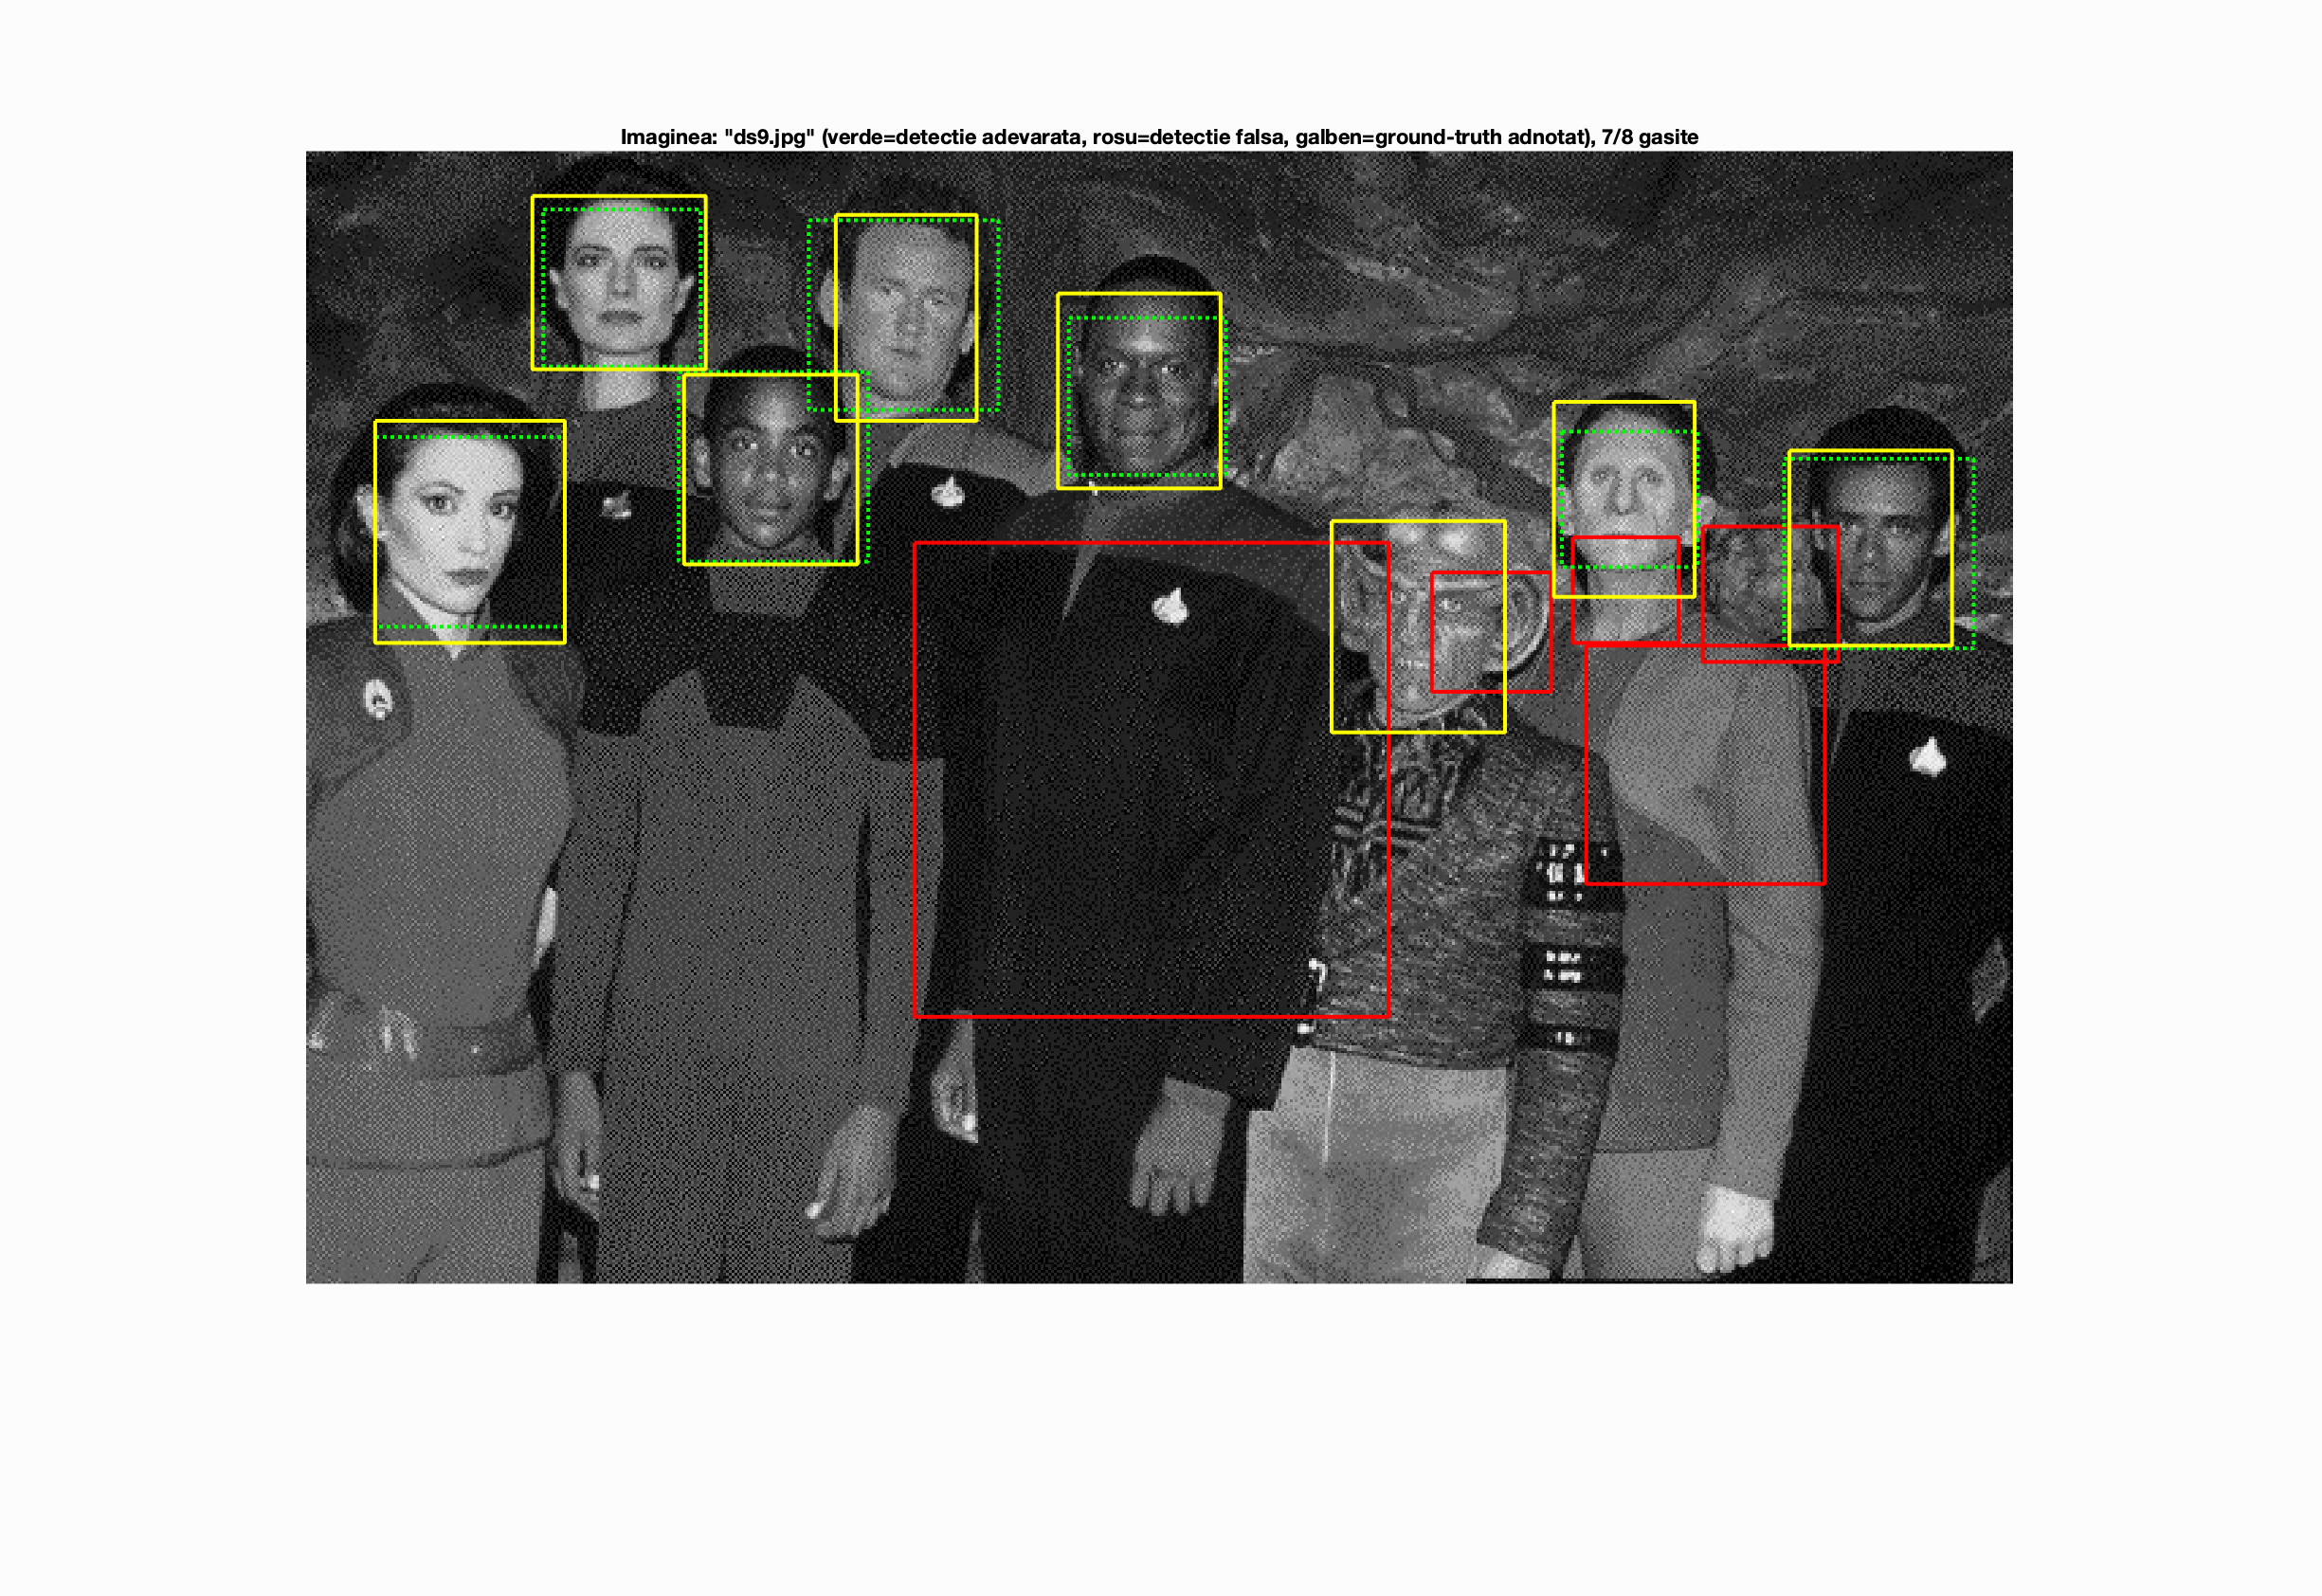 Imaginea: "ds9.jpg" (verde=detectie adevarata, rosu=detectie falsa, galben=ground-truth adnotat), 7/8 gasite